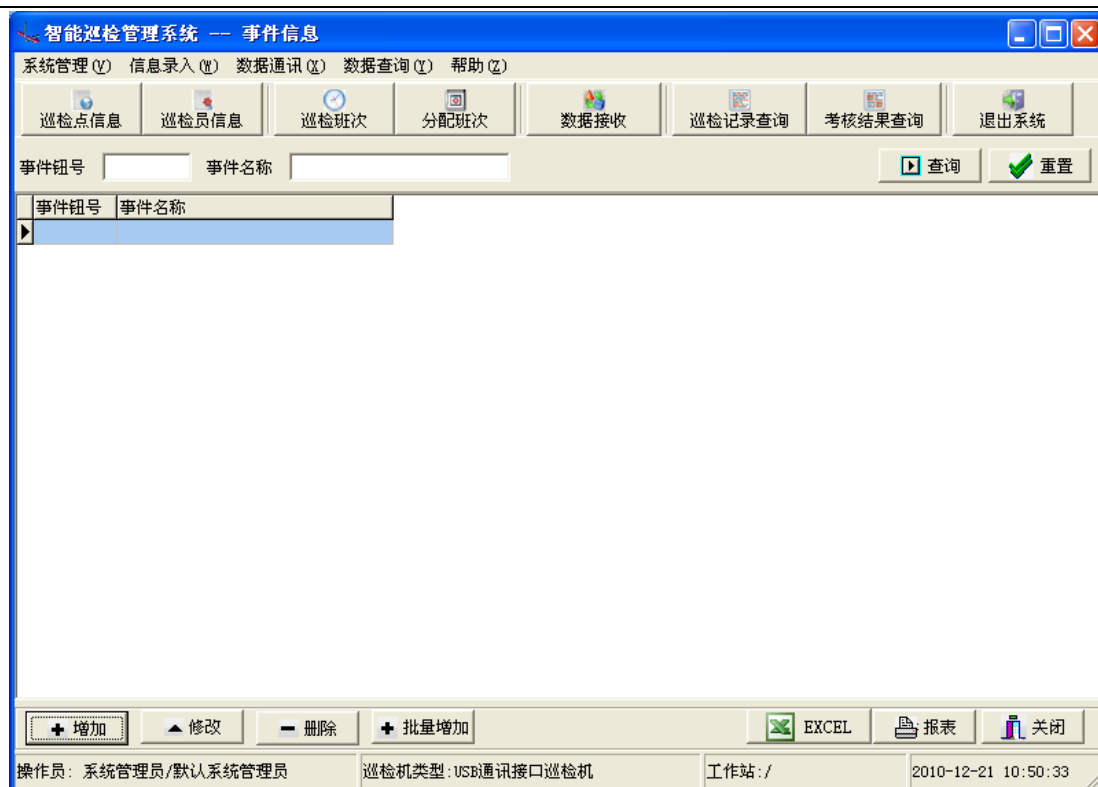 智能巡检管理系统 -- 事件信息
系统管理(V) 信息录入(W) 数据通讯(X) 数据查询(Y) 帮助(Z)
巡检点信息 巡检员信息 巡检班次 分配班次 数据接收 巡检记录查询 考核结果查询 退出系统
事件钮号 事件名称 查询 重置
事件钮号 事件名称
增加 修改 删除 批量增加 EXCEL 报表 关闭
操作员: 系统管理员/默认系统管理员 巡检机类型:USB通讯接口巡检机 工作站:/ 2010-12-21 10:50:33